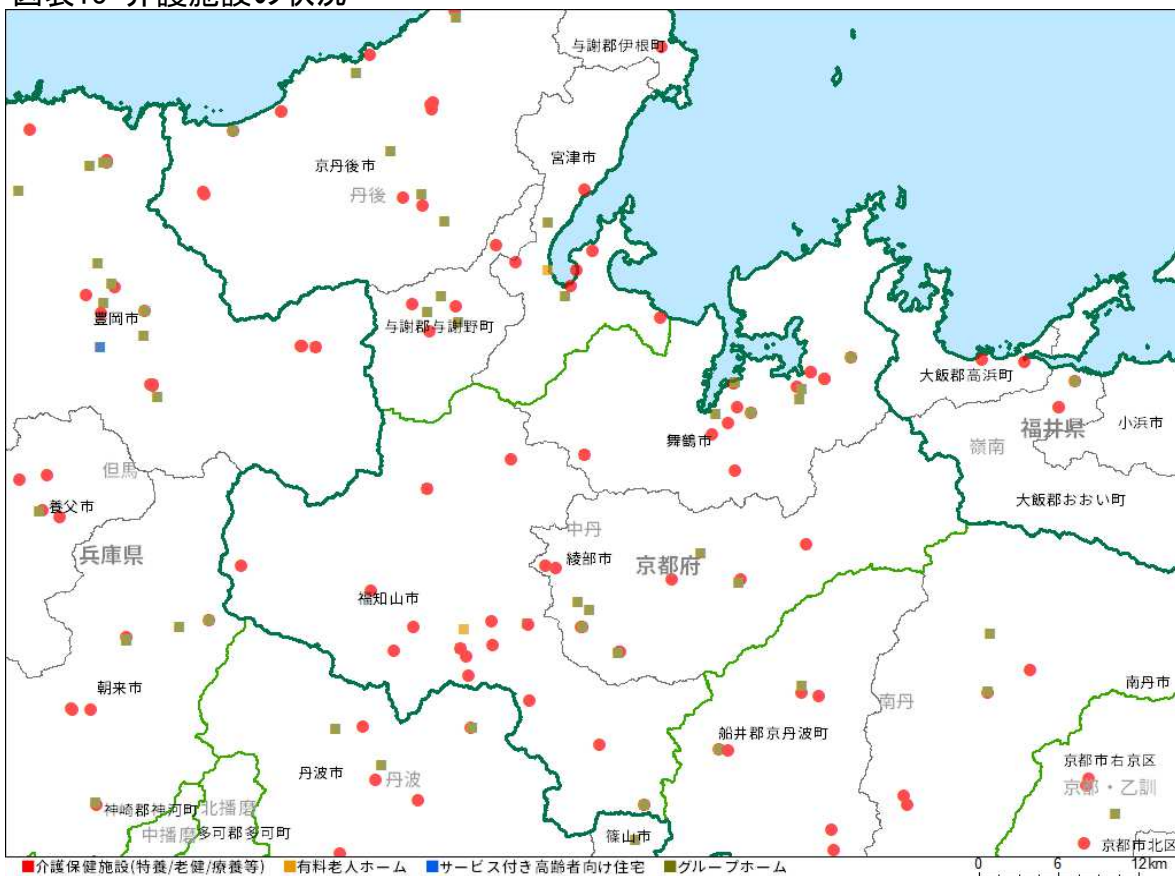 図表10 介護施設の状況
与謝郡伊根町
京丹後市
宮津市
丹後
豊岡市
与謝郡与謝野町
大飯郡高浜町
福井県
小浜市
舞鶴市
嶺南
但馬
養父市
大飯郡おおい町
中丹
兵庫県
綾部市
京都府
福知山市
朝来市
南丹市
南丹
船井郡京丹波町
京都市右京区
丹波市
丹波
京都・乙訓
神崎郡神河町
北播磨
中播磨
多可郡多可町
篠山市
京都市北区
■介護保健施設(特養/老健/療養等) ■有料老人ホーム ■サービス付き高齢者向け住宅 ■グループホーム
0 6 12km